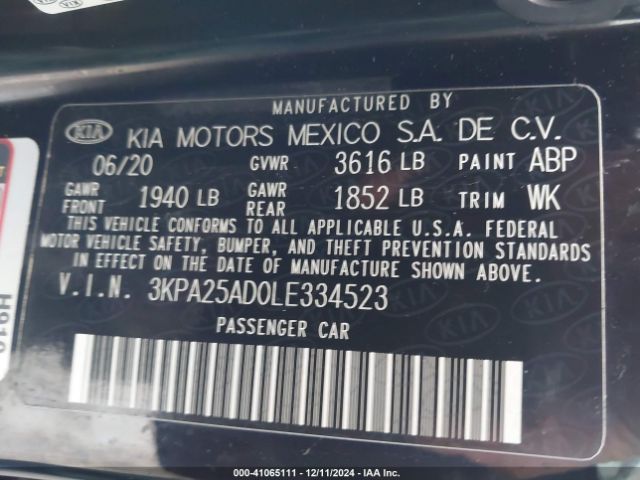 MANUFACTURED BY
KIA KIA MOTORS MEXICO S.A. DE C.V.
06/20 GVWR 3616 LB PAINT ABP
GAWR FRONT 1940 LB GAWR REAR 1852 LB TRIM WK
THIS VEHICLE CONFORMS TO ALL APPLICABLE U.S.A. FEDERAL
MOTOR VEHICLE SAFETY, BUMPER, AND THEFT PREVENTION STANDARDS
IN EFFECT ON THE DATE OF MANUFACTURE SHOWN ABOVE.
V.I.N. 3KPA25AD0LE334523
PASSENGER CAR
000-41065111 - 12/11/2024 - IAA Inc.